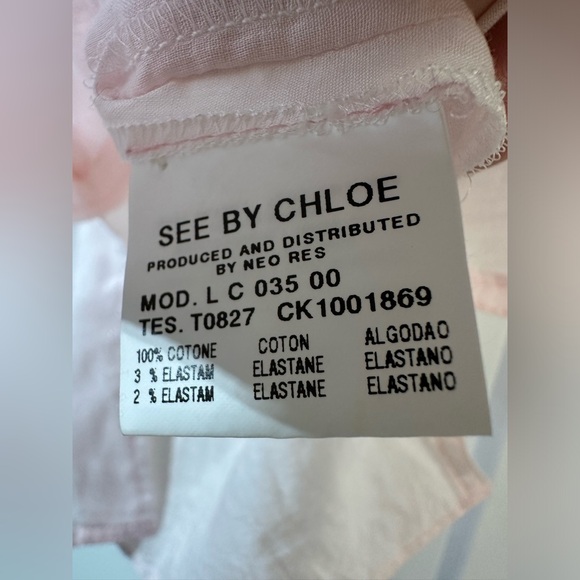 SEE BY CHLOE
PRODUCED AND DISTRIBUTED
BY NEO RES
MOD. L C 035 00
TES. T0827 CK1001869
100% COTONE COTON ALGODAO
3 % ELASTAM ELASTANE ELASTANO
2 % ELASTAM ELASTANE ELASTANO